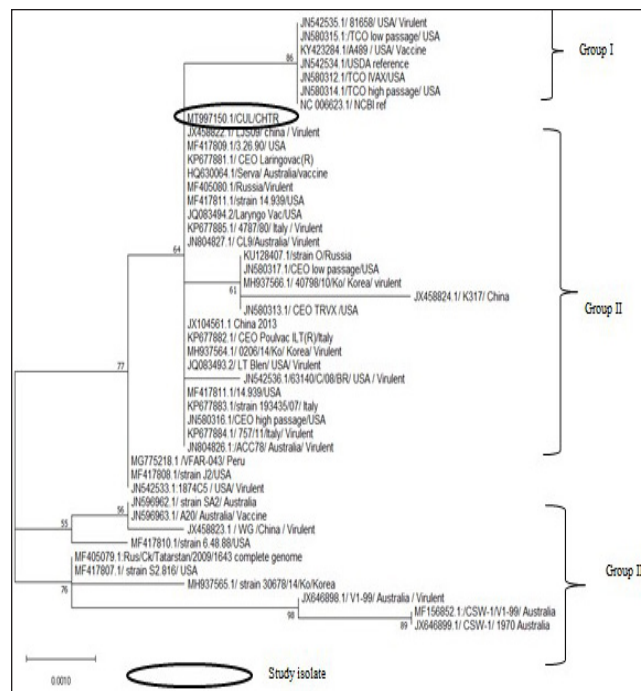 JN542535.1/ 81658/ USA/ Virulent
JN580315.1/TCO low passage/ USA
KY423284.1/A489 / USA/ Vaccine
JN542534.1/USDA reference
JN580312.1/TCO IVAX/USA
JN580314.1/TCO high passage/ USA
NC 006623.1/ NCBI ref
86
Group I
MT997150.1/CUL/CHTR
JX458822.1/ LJS09/ china / Virulent
MF417809.1/3.26.90/ USA
KP677881.1/ CEO Laringovac(R)
HQ630064.1/Serva/ Australia/vaccine
MF405080.1/Russia/Virulent
MF417811.1/strain 14.939/USA
JQ083494.2/Laryngo Vac/USA
KP677885.1/ 4787/80/ Italy / Virulent
JN804827.1/ CL9/Australia/ Virulent
64
KU128407.1/strain O/Russia
JN580317.1/CEO low passage/USA
MH937566.1/ 40798/10/Ko/ Korea/ virulent
61
JX458824.1/ K317/ China
JN580313.1/ CEO TRVX /USA
Group II
JX104561.1 China 2013
KP677882.1/ CEO Poulvac ILT(R)/Italy
MH937564.1/ 0206/14/Ko/ Korea/ Virulent
JQ083493.2/ LT Blen/ USA/ Virulent
JN542536.1/63140/C/08/BR/ USA / Virulent
77
MF417811.1/14.939/USA
KP677883.1/strain 193435/07/ Italy
JN580316.1/CEO high passage/USA
KP677884.1/ 757/11/Italy/ Virulent
JN804826.1:/ACC78/ Australia/ Virulent
MG775218.1 /VFAR-043/ Peru
MF417808.1/strain J2/USA
JN542533.1:1874C5 / USA/ Virulent
JN596962.1/ strain SA2/ Australia
56
JN596963.1/ A20/ Australia/ Vaccine
JX458823.1 / WG /China / Virulent
55
MF417810.1/ strain 6.48.88/USA
MF405079.1:Rus/Ck/Tatarstan/2009/1643 complete genome
MF417807.1/ strain S2.816/ USA
Group II
MH937565.1/ strain 30678/14/Ko/Korea
76
JX646898.1/ V1-99/ Australia / Virulent
98
MF156852.1:/CSW-1/V1-99/ Australia
89
JX646899.1/ CSW-1/ 1970 Australia
0.0010
Study isolate